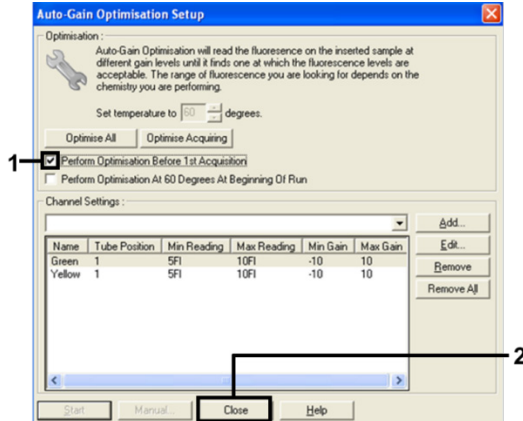 Auto-Gain Optimisation Setup
Optimisation :
Auto-Gain Optimisation will read the fluoresence on the inserted sample at
different gain levels until it finds one at which the fluorescence levels are
acceptable. The range of fluorescence you are looking for depends on the
chemistry you are performing.
Set temperature to 60 degrees.
Optimise All Optimise Acquiring
1
Perform Optimisation Before 1st Acquisition
Perform Optimisation At 60 Degrees At Beginning Of Run
Channel Settings :
Add...
Name Tube Position Min Reading Max Reading Min Gain Max Gain Edit...
Green 1 5Fl 10Fl -10 10
Remove
Yellow 1 5Fl 10Fl -10 10
Remove All
2
Start Manual... Close Help